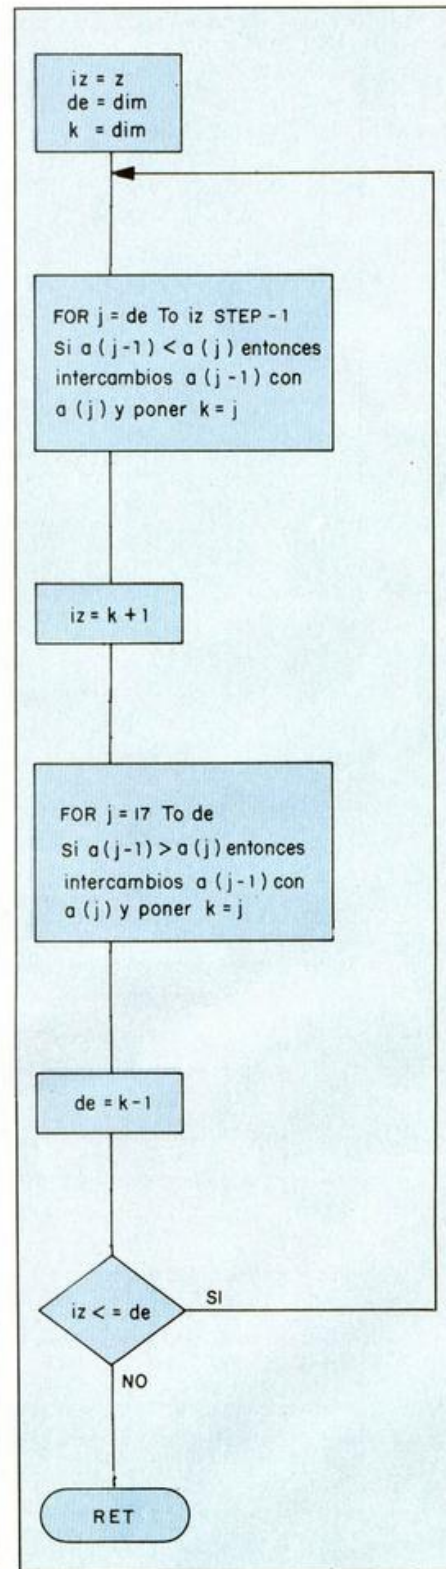 iz = z
de = dim
k = dim
FOR j = de To iz STEP -1
Si a (j-1) < a (j) entonces
intercambios a (j-1) con
a (j) y poner k = j
iz = k + 1
FOR j = 17 To de
Si a (j-1) > a (j) entonces
intercambios a (j-1) con
a (j) y poner k = j
de = k - 1
iz < = de
SI
NO
RET